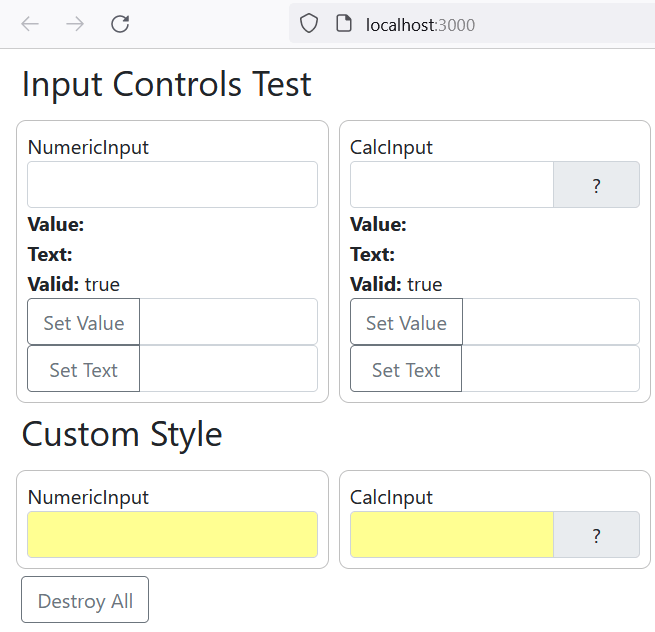 localhost:3000
Input Controls Test
NumericInput
Value:
Text:
Valid: true
Set Value
Set Text
CalcInput
?
Value:
Text:
Valid: true
Set Value
Set Text
Custom Style
NumericInput
CalcInput
?
Destroy All